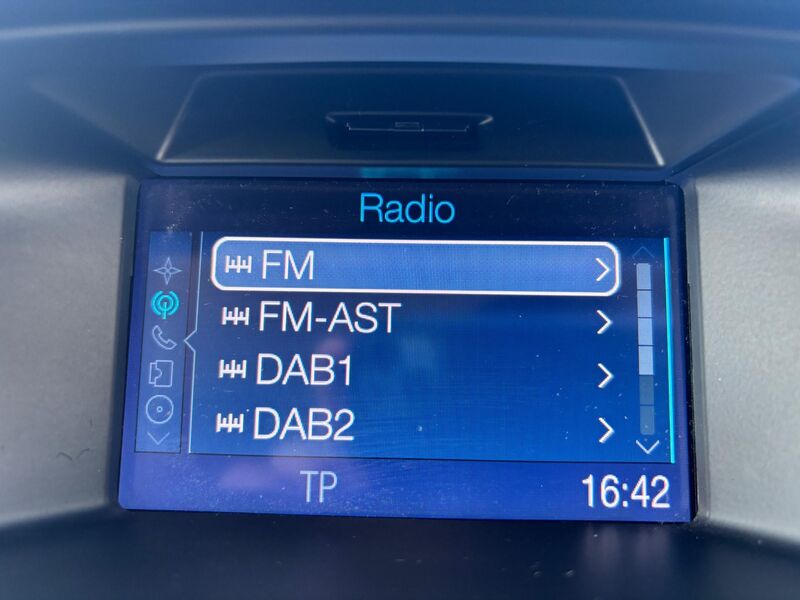 Radio
FM
FM-AST
DAB1
DAB2
TP 16:42